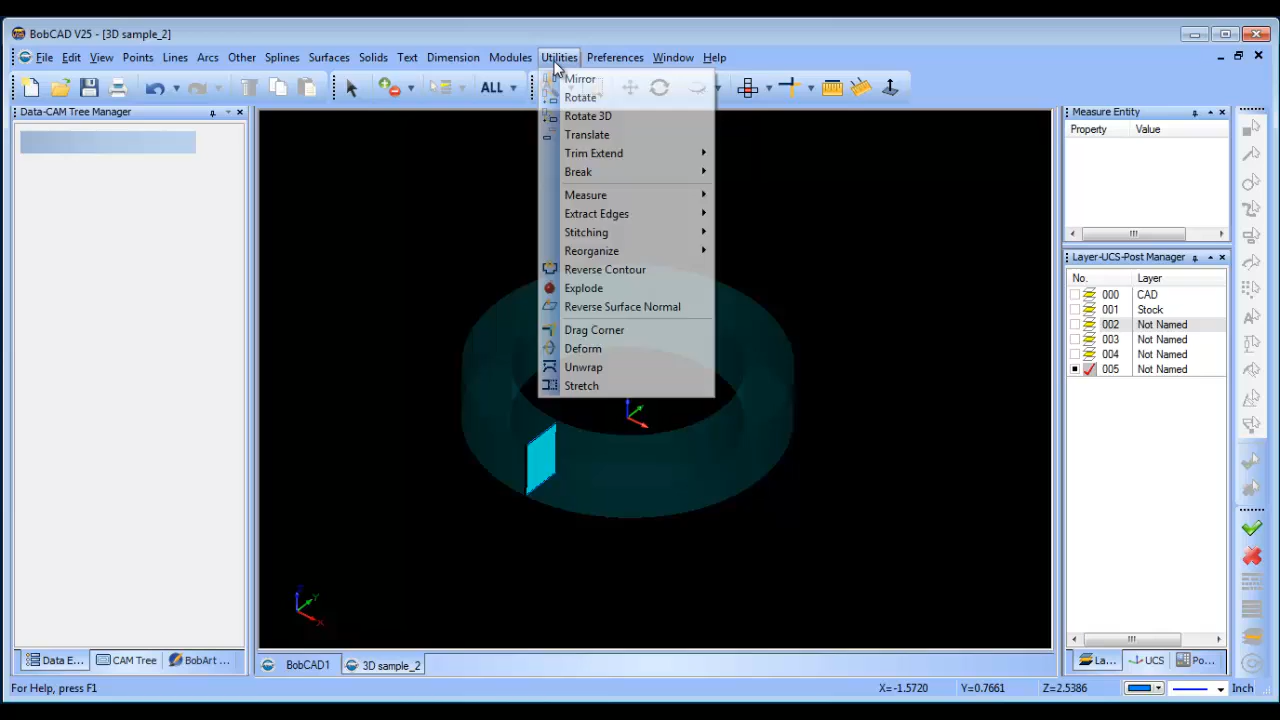 BobCAD V25 - [3D sample_2]
File Edit View Points Lines Arcs Other Splines Surfaces Solids Text Dimension Modules Utilities Preferences Window Help
ALL
Data-CAM Tree Manager
Mirror
Rotate
Rotate 3D
Translate
Trim Extend
Break
Measure
Extract Edges
Stitching
Reorganize
Reverse Contour
Explode
Reverse Surface Normal
Drag Corner
Deform
Unwrap
Stretch
Measure Entity
Property Value
Layer-UCS-Post Manager
No. Layer
000 CAD
001 Stock
002 Not Named
003 Not Named
004 Not Named
005 Not Named
Z Y X
Data E... CAM Tree BobArt ...
BobCAD1 3D sample_2
La... UCS Po...
For Help, press F1
X=-1.5720 Y=0.7661 Z=2.5386 Inch